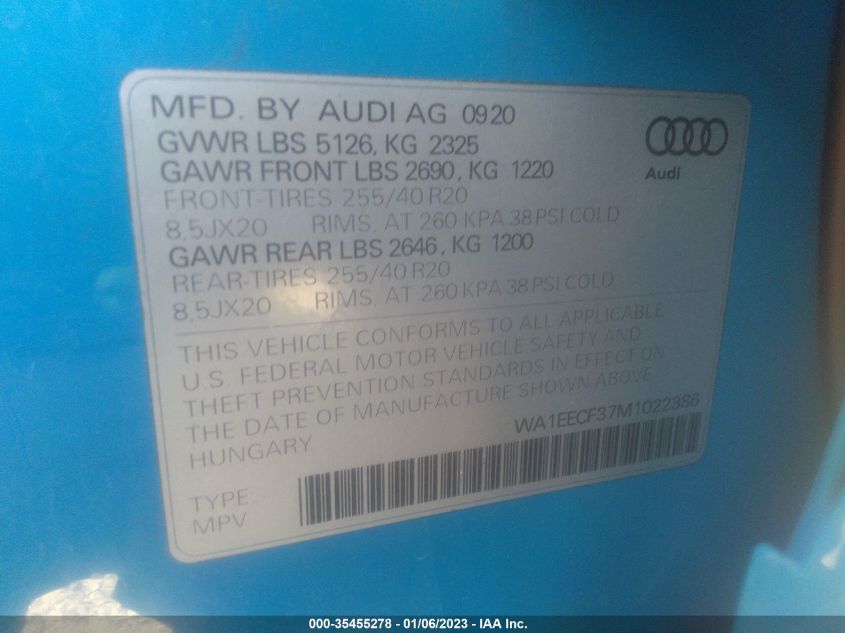 MFD. BY AUDI AG 0920
GVWR LBS 5126, KG 2325
GAWR FRONT LBS 2690, KG 1220
FRONT-TIRES 255/40 R20
8,5JX20 RIMS, AT 260 KPA 38 PSI COLD
GAWR REAR LBS 2646, KG 1200
REAR-TIRES 255/40 R20
8,5JX20 RIMS, AT 260 KPA 38 PSI COLD
Audi
THIS VEHICLE CONFORMS TO ALL APPLICABLE
U.S. FEDERAL MOTOR VEHICLE SAFETY AND
THEFT PREVENTION STANDARDS IN EFFECT ON
THE DATE OF MANUFACTURE SHOWN ABOVE
HUNGARY
WA1EECF37M1022386
TYPE:
MPV
000-35455278 - 01/06/2023 - IAA Inc.